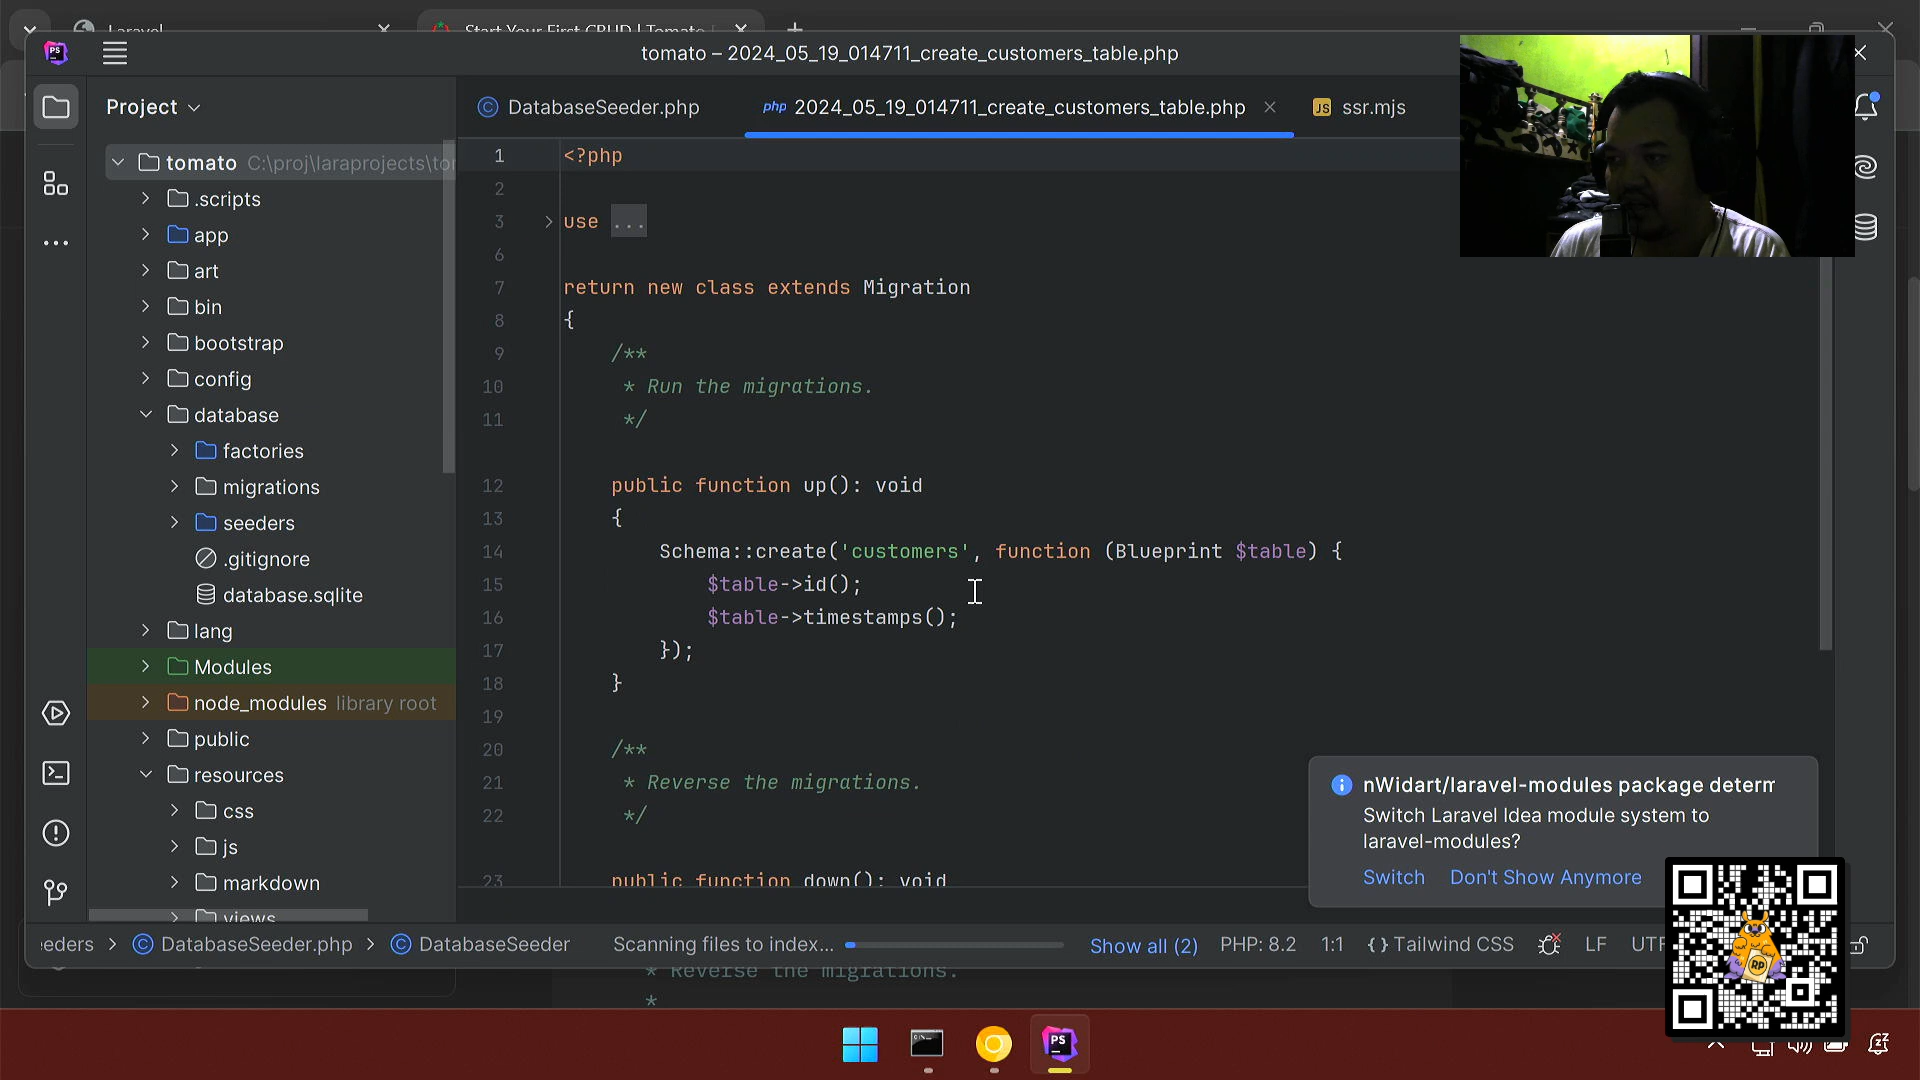 Laravel
Start Your First CRUD | Tomato
tomato – 2024_05_19_014711_create_customers_table.php
Project
DatabaseSeeder.php
php 2024_05_19_014711_create_customers_table.php
JS ssr.mjs
tomato C:\proj\laraprojects\to
.scripts
app
art
bin
bootstrap
config
database
factories
migrations
seeders
.gitignore
database.sqlite
lang
Modules
node_modules library root
public
resources
css
js
markdown
views
1 <?php
2
3 use ...
6
7 return new class extends Migration
8 {
9 /**
10 * Run the migrations.
11 */
12 public function up(): void
13 {
14 Schema::create('customers', function (Blueprint $table) {
15 $table->id();
16 $table->timestamps();
17 });
18 }
19
20 /**
21 * Reverse the migrations.
22 */
23 public function down(): void
nWidart/laravel-modules package determ
Switch Laravel Idea module system to
laravel-modules?
Switch Don't Show Anymore
eeders > DatabaseSeeder.php > DatabaseSeeder
Scanning files to index... Show all (2) PHP: 8.2 1:1 {} Tailwind CSS LF UTF
* Reverse the migrations.
*
RP
PS